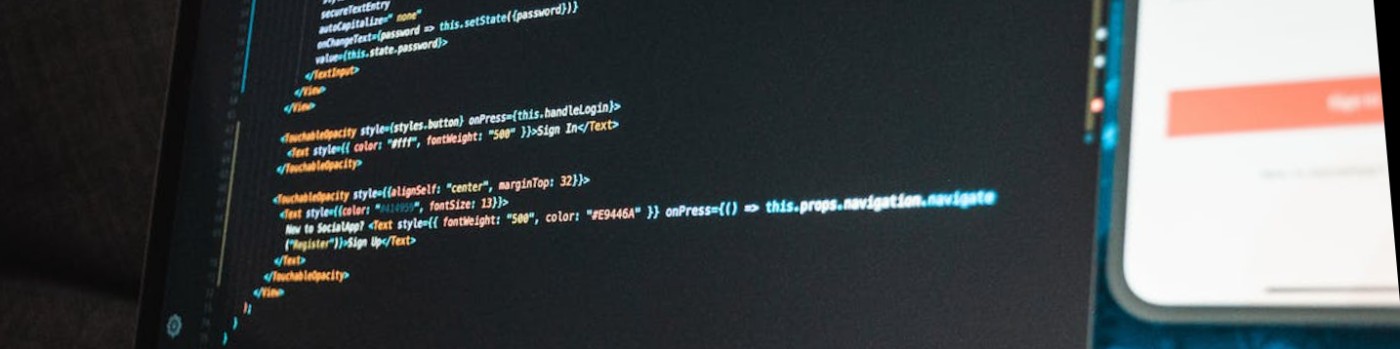 secureTextEntry
autoCapitalize="none"
onChangeText={password => this.setState({password})}
value={this.state.password}>
</TextInput>
</View>
</View>
<TouchableOpacity style={styles.button} onPress={this.handleLogin}>
<Text style={{ color: "#fff", fontWeight: "500" }}>Sign In</Text>
</TouchableOpacity>
<TouchableOpacity style={{alignSelf: "center", marginTop: 32}}>
<Text style={{color: "#414959", fontSize: 13}}>
New to SocialApp? <Text style={{ fontWeight: "500", color: "#E9446A" }} onPress={() => this.props.navigation.navigate
("Register")}>Sign Up</Text>
</Text>
</TouchableOpacity>
</View>
);
}
}